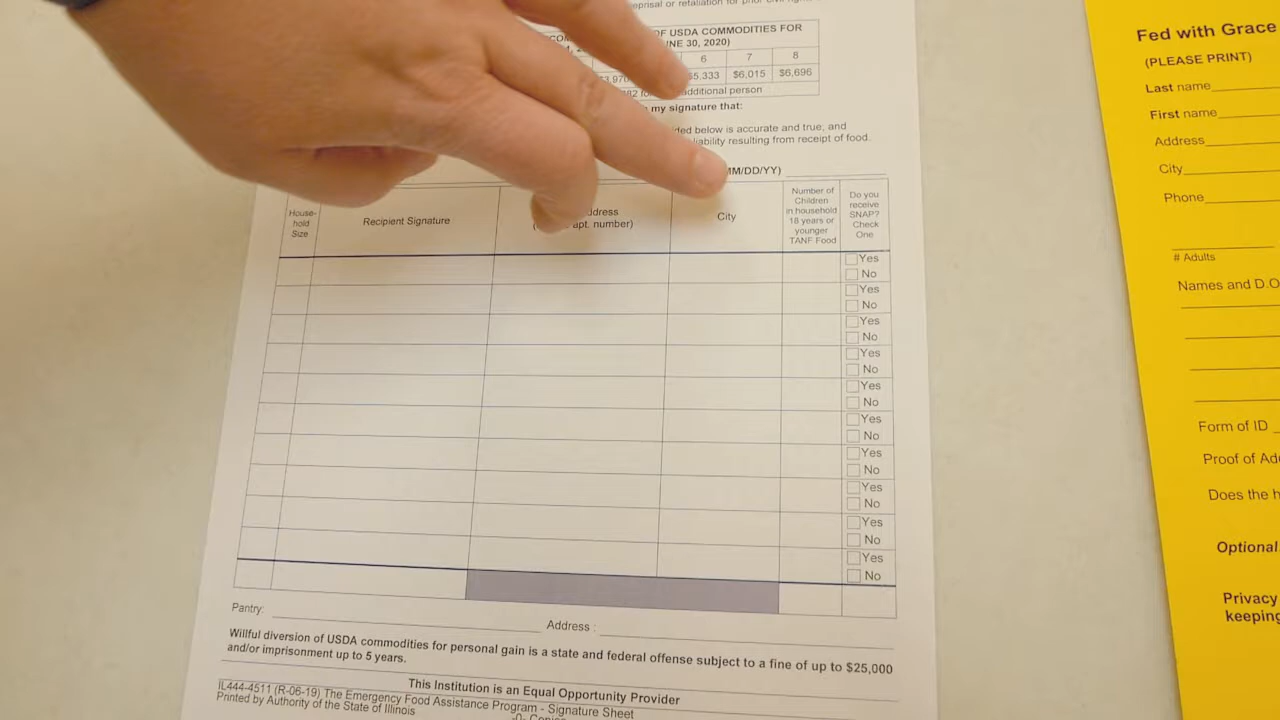 eprisal or retaliation for prior civil
OF USDA COMMODITIES FOR
NE 30, 2020)
6 7 8
$3,970 $5,333 $6,015 $6,696
additional person
my signature that:
ded below is accurate and true; and
liability resulting from receipt of food.
MM/DD/YY)
House-
hold
Size
Recipient Signature
ddress
apt. number)
City
Number of
Children
in household
18 years or
younger
TANF Food
Do you
receive
SNAP?
Check
One
Yes
No
Yes
No
Yes
No
Yes
No
Yes
No
Yes
No
Yes
No
Yes
No
Yes
No
Yes
No
Pantry: Address :
Willful diversion of USDA commodities for personal gain is a state and federal offense subject to a fine of up to $25,000
and/or imprisonment up to 5 years.
This Institution is an Equal Opportunity Provider
IL444-4511 (R-06-19) The Emergency Food Assistance Program - Signature Sheet
Printed by Authority of the State of Illinois -0- Copies
Fed with Grace
(PLEASE PRINT)
Last name
First name
Address
City
Phone
# Adults
Names and D.O
Form of ID
Proof of Ad
Does the h
Optional
Privacy
keeping